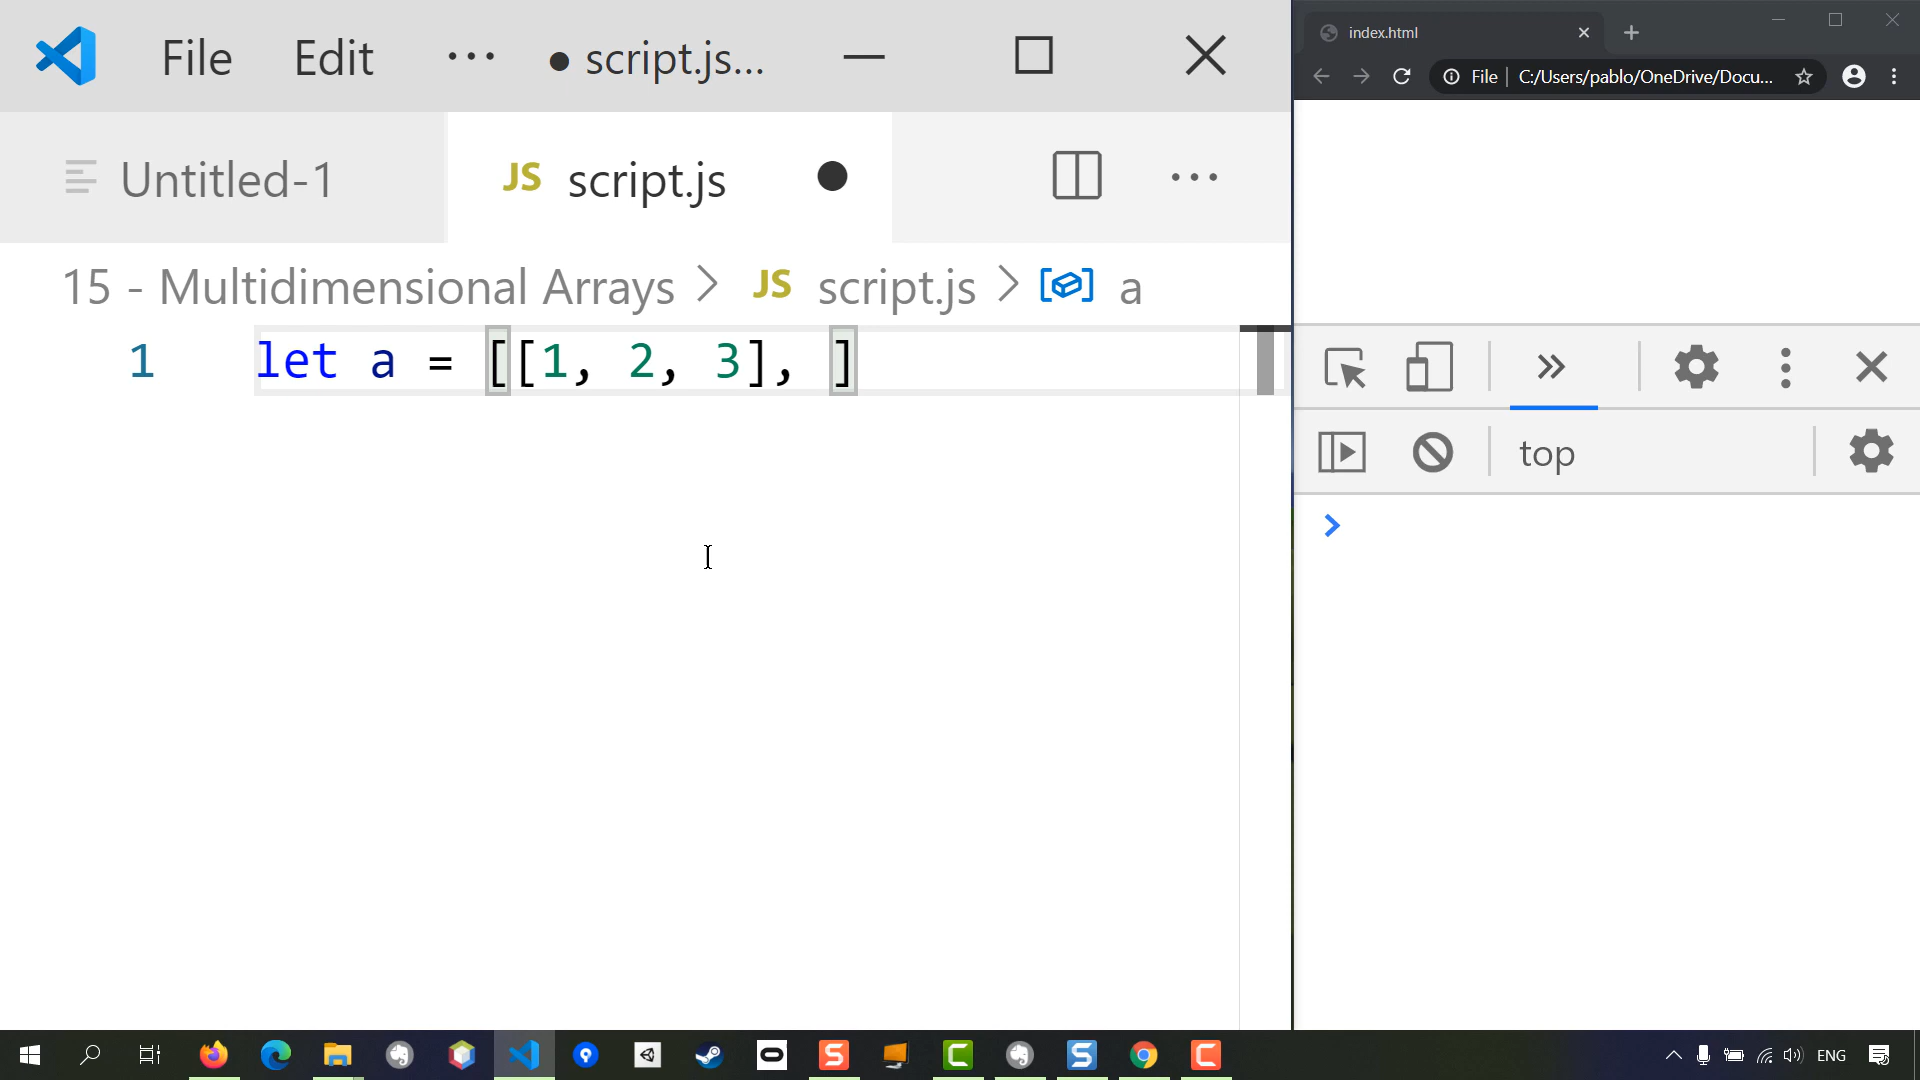 File Edit ··· ● script.js...
Untitled-1
JS script.js ● ···
15 - Multidimensional Arrays > JS script.js > a
1 let a = [[1, 2, 3], ]
index.html
File | C:/Users/pablo/OneDrive/Docu...
top
ENG